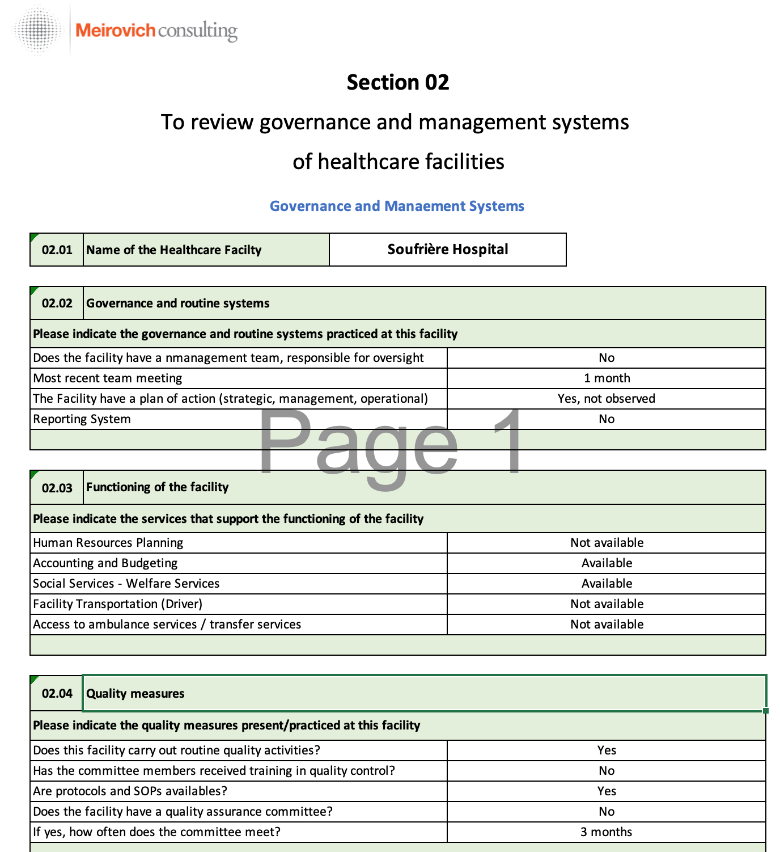 Meirovich consulting
Section 02
To review governance and management systems
of healthcare facilities
Governance and Manaement Systems
02.01 Name of the Healthcare Facilty Soufrière Hospital
02.02 Governance and routine systems
Please indicate the governance and routine systems practiced at this facility
Does the facility have a nmanagement team, responsible for oversight No
Most recent team meeting 1 month
The Facility have a plan of action (strategic, management, operational) Yes, not observed
Reporting System No
Page 1
02.03 Functioning of the facility
Please indicate the services that support the functioning of the facility
Human Resources Planning Not available
Accounting and Budgeting Available
Social Services - Welfare Services Available
Facility Transportation (Driver) Not available
Access to ambulance services / transfer services Not available
02.04 Quality measures
Please indicate the quality measures present/practiced at this facility
Does this facility carry out routine quality activities? Yes
Has the committee members received training in quality control? No
Are protocols and SOPs availables? Yes
Does the facility have a quality assurance committee? No
If yes, how often does the committee meet? 3 months